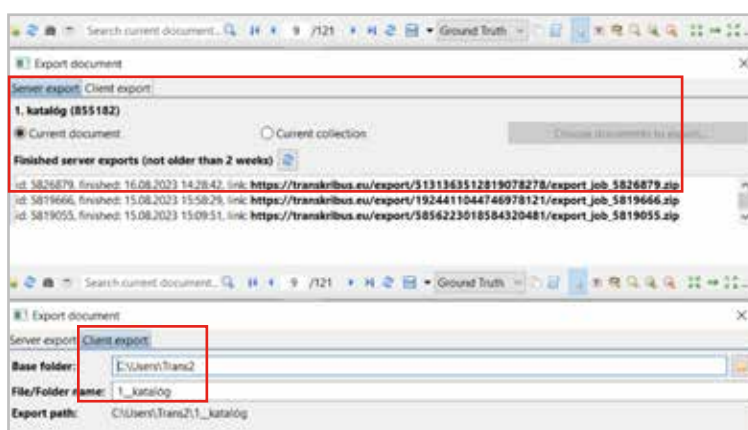 Search current document... 9 /121 Ground Truth
Export document
Server export Client export
1. katalóg (855182)
Current document Current collection Choose documents to export...
Finished server exports (not older than 2 weeks)
id: 5826879, finished: 16.08.2023 14:28:42, link: https://transkribus.eu/export/5131363512819078278/export_job_5826879.zip
id: 5819666, finished: 15.08.2023 15:58:29, link: https://transkribus.eu/export/1924411044746978121/export_job_5819666.zip
id: 5819055, finished: 15.08.2023 15:09:51, link: https://transkribus.eu/export/5856223018584320481/export_job_5819055.zip
Search current document... 9 /121 Ground Truth
Export document
Server export Client export
Base folder: C:\Users\Trans2
File/Folder name: 1__katalóg
Export path: C:\Users\Trans2\1__katalóg